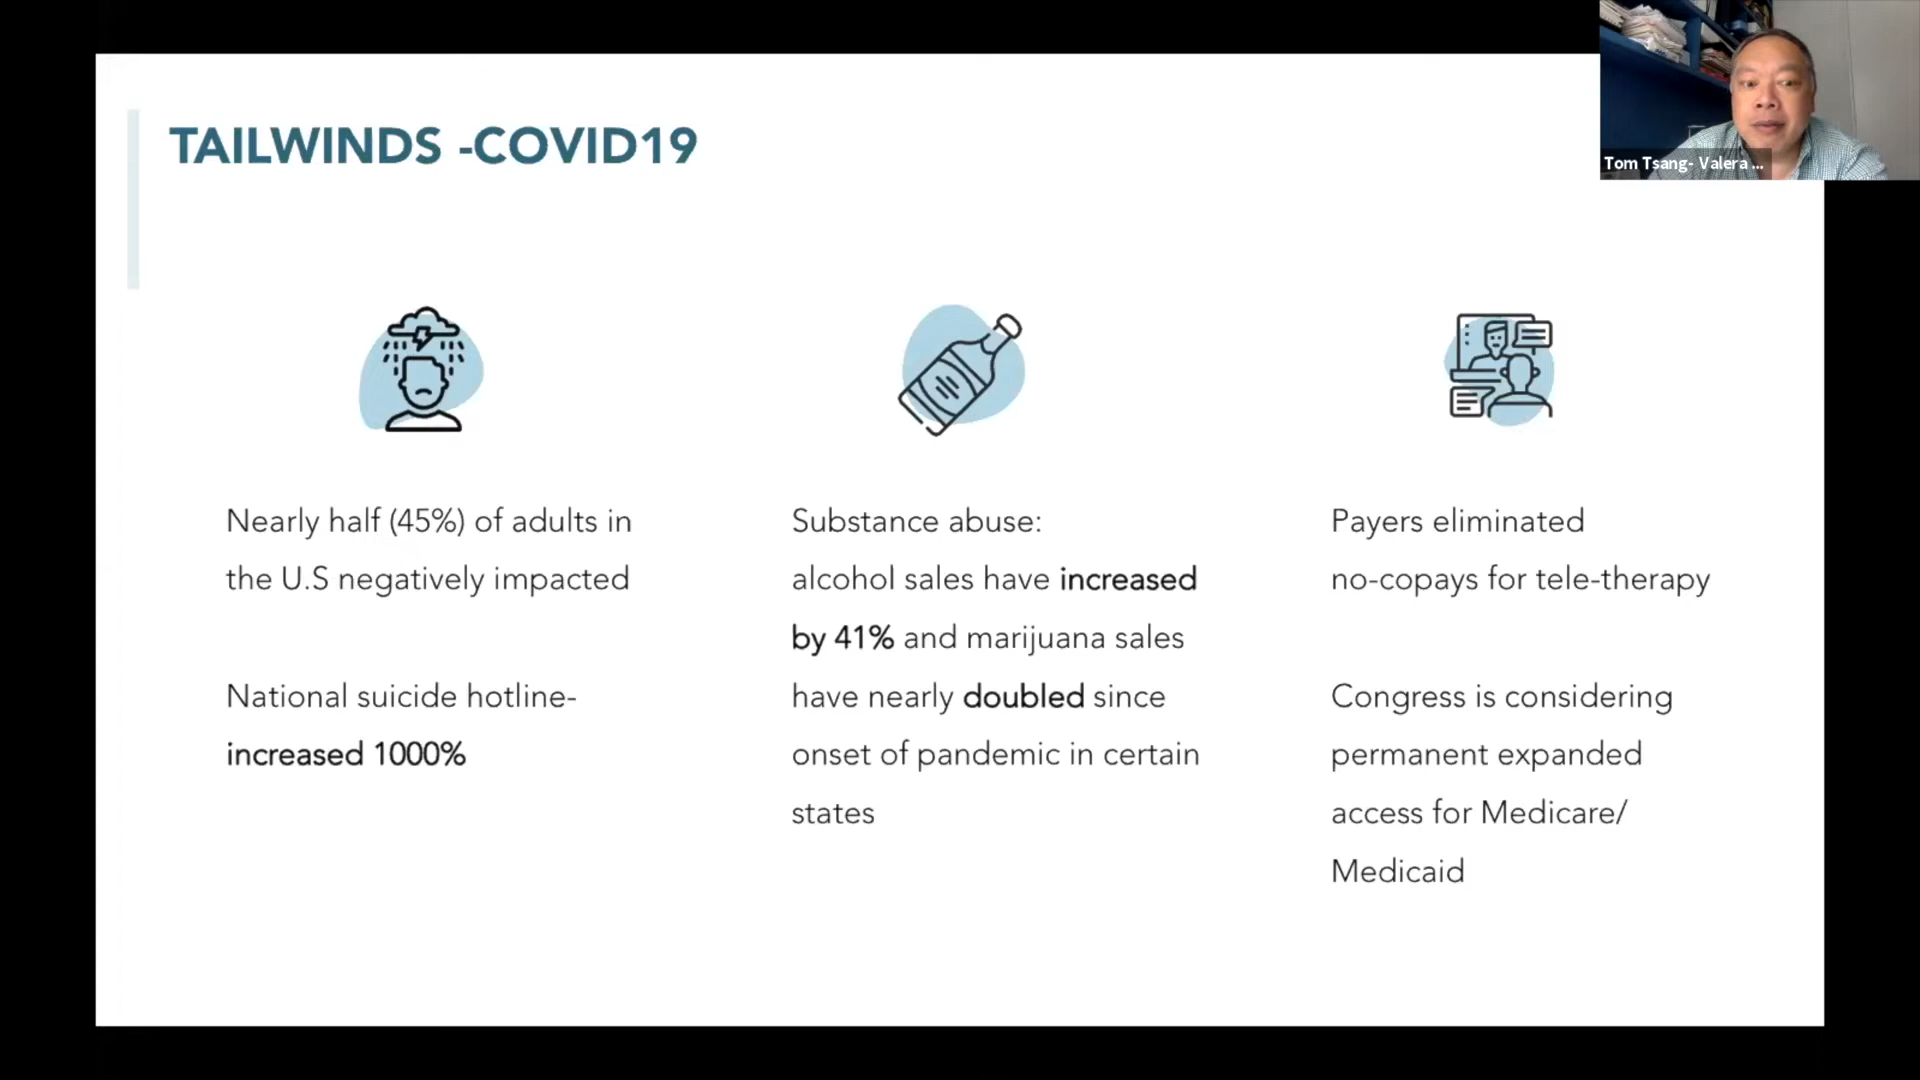 TAILWINDS -COVID19
Tom Tsang- Valera ...
Nearly half (45%) of adults in
the U.S negatively impacted
National suicide hotline-
increased 1000%
Substance abuse:
alcohol sales have increased
by 41% and marijuana sales
have nearly doubled since
onset of pandemic in certain
states
Payers eliminated
no-copays for tele-therapy
Congress is considering
permanent expanded
access for Medicare/
Medicaid